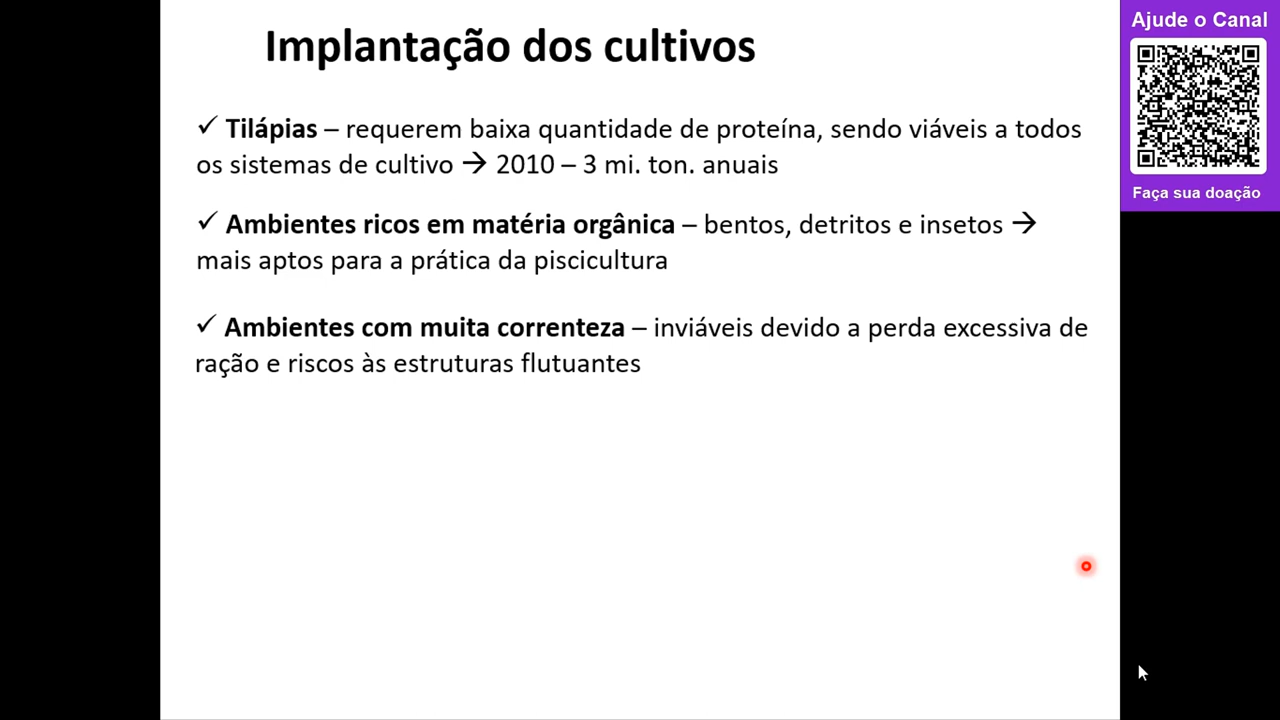 Implantação dos cultivos
✓ Tilápias – requerem baixa quantidade de proteína, sendo viáveis a todos
os sistemas de cultivo → 2010 – 3 mi. ton. anuais
✓ Ambientes ricos em matéria orgânica – bentos, detritos e insetos →
mais aptos para a prática da piscicultura
✓ Ambientes com muita correnteza – inviáveis devido a perda excessiva de
ração e riscos às estruturas flutuantes
Ajude o Canal
Faça sua doação